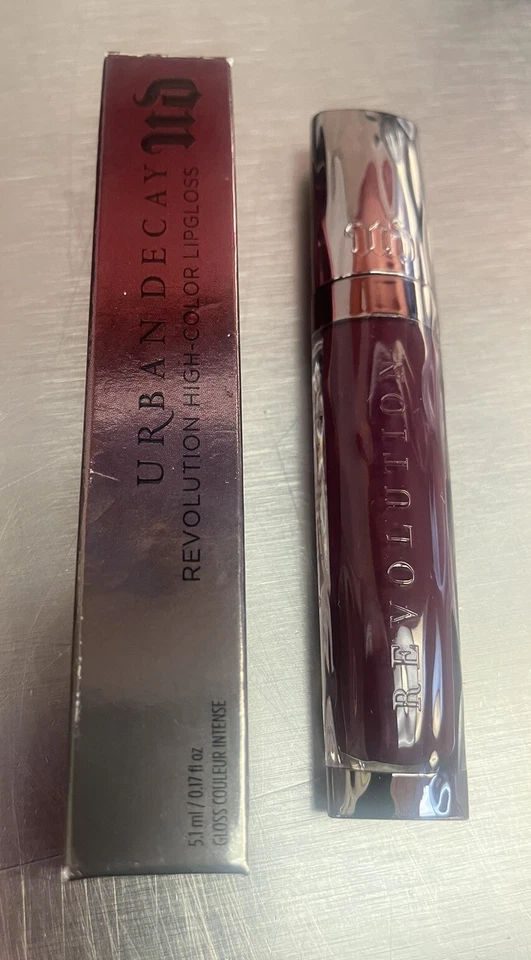 URBAN DECAY UD
REVOLUTION HIGH-COLOR LIPGLOSS
5.1 ml / 0.17 fl oz
GLOSS COULEUR INTENSE
UD
REVOLUTION